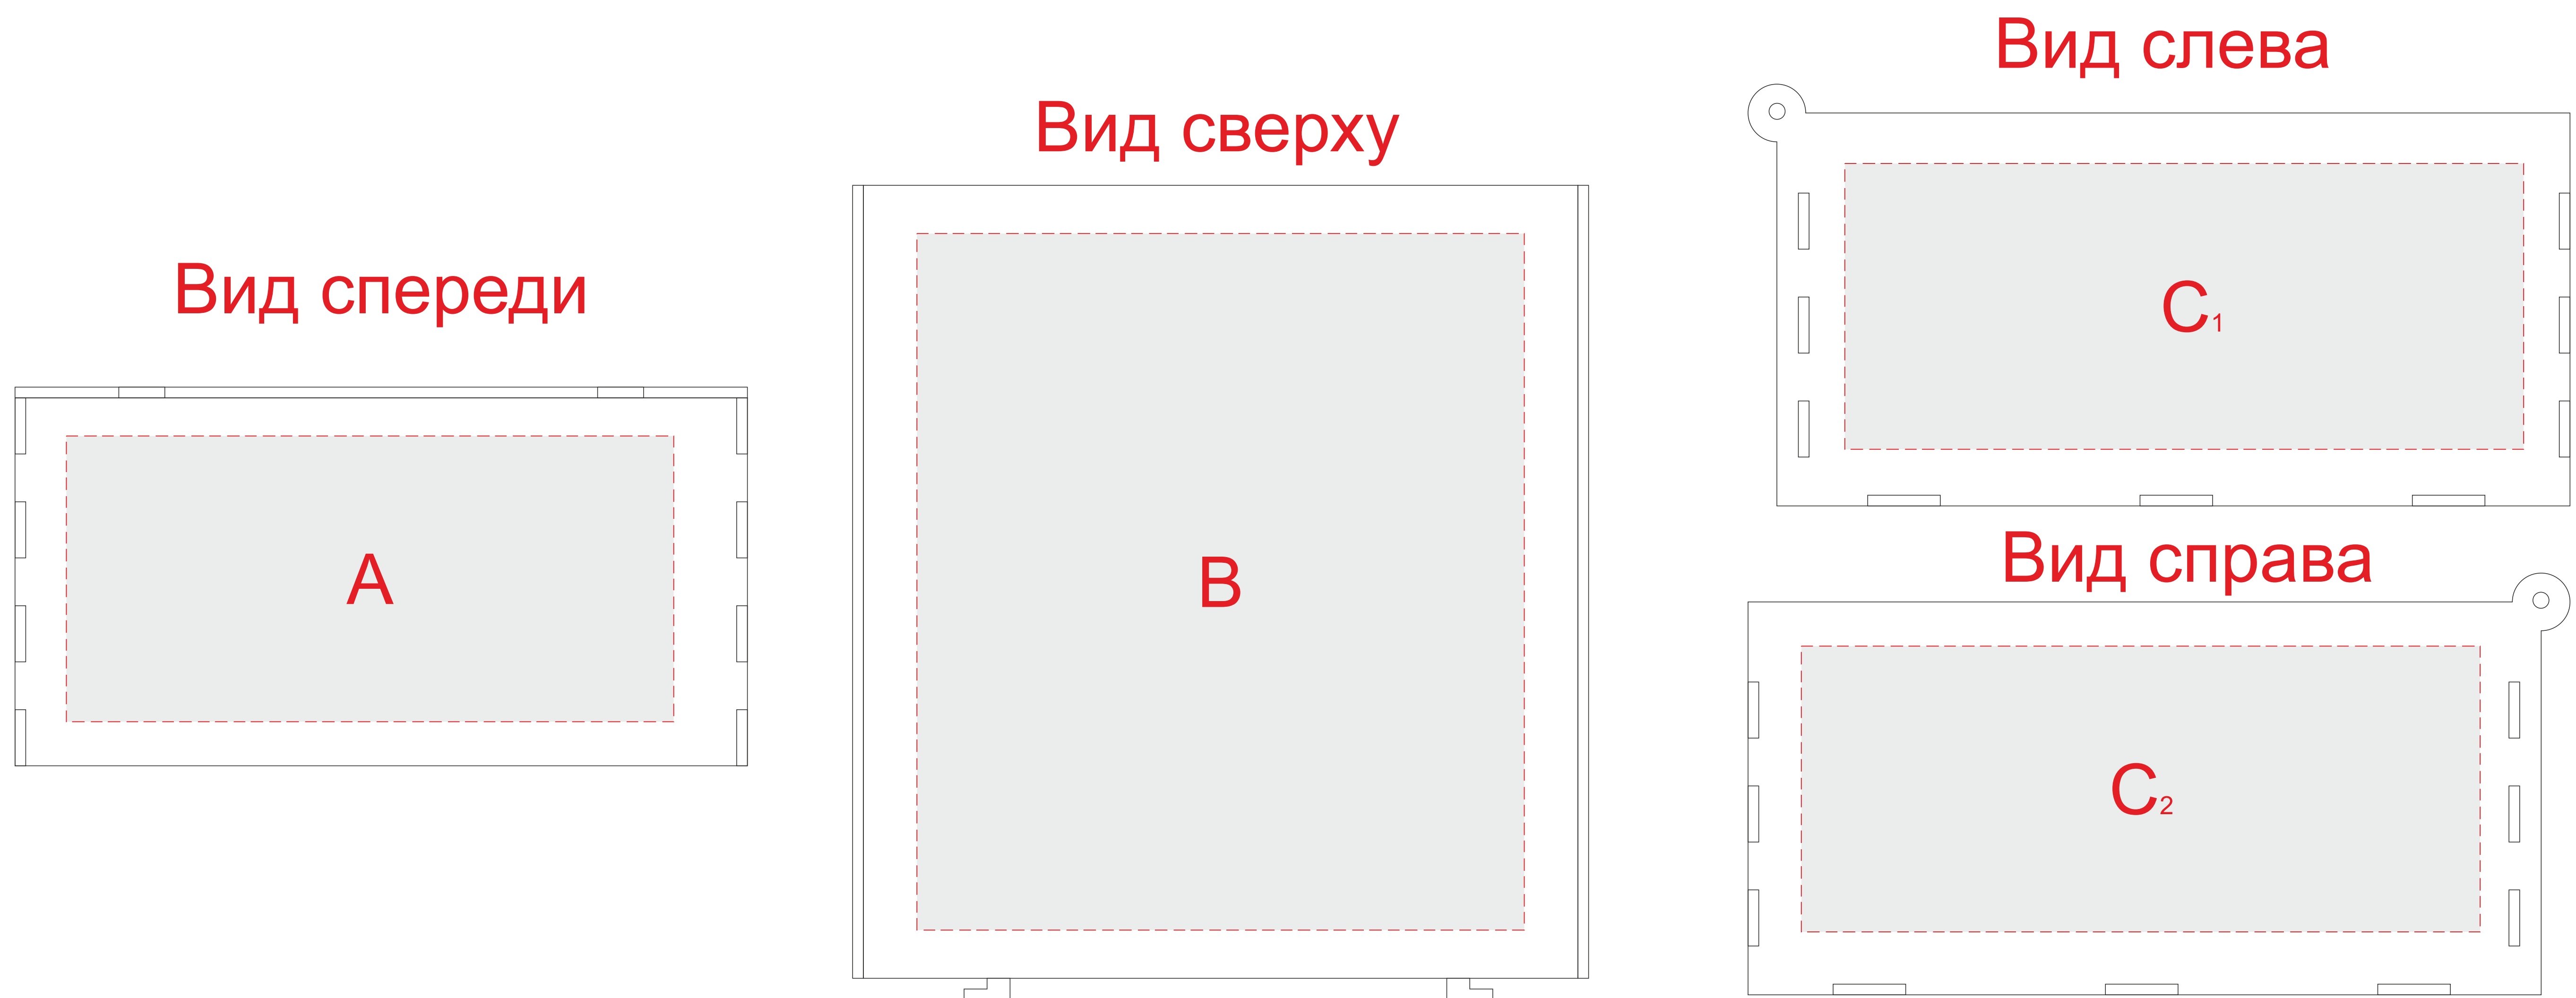 Вид спереди
A
Вид сверху
B
Вид слева
C1
Вид справа
C2